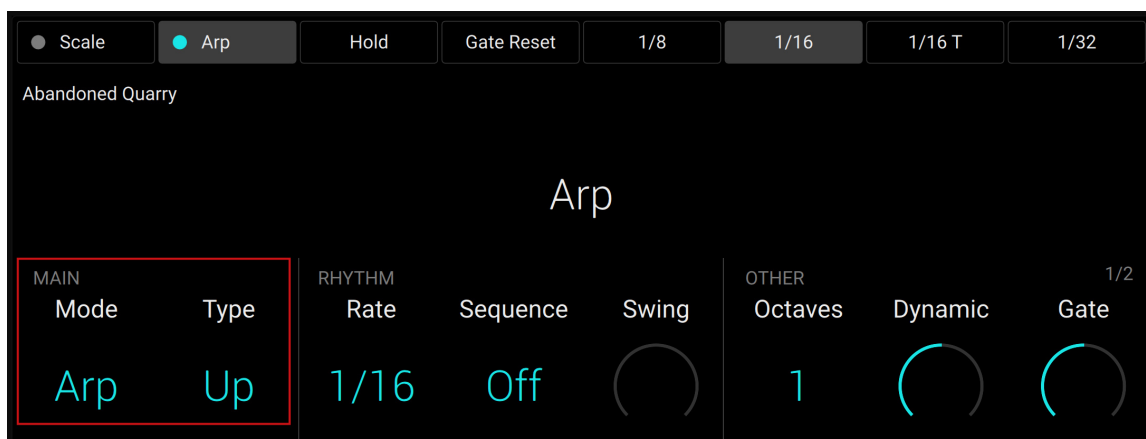 Scale Arp Hold Gate Reset 1/8 1/16 1/16 T 1/32
Abandoned Quarry
Arp
MAIN RHYTHM OTHER 1/2
Mode Type Rate Sequence Swing Octaves Dynamic Gate
Arp Up 1/16 Off 1